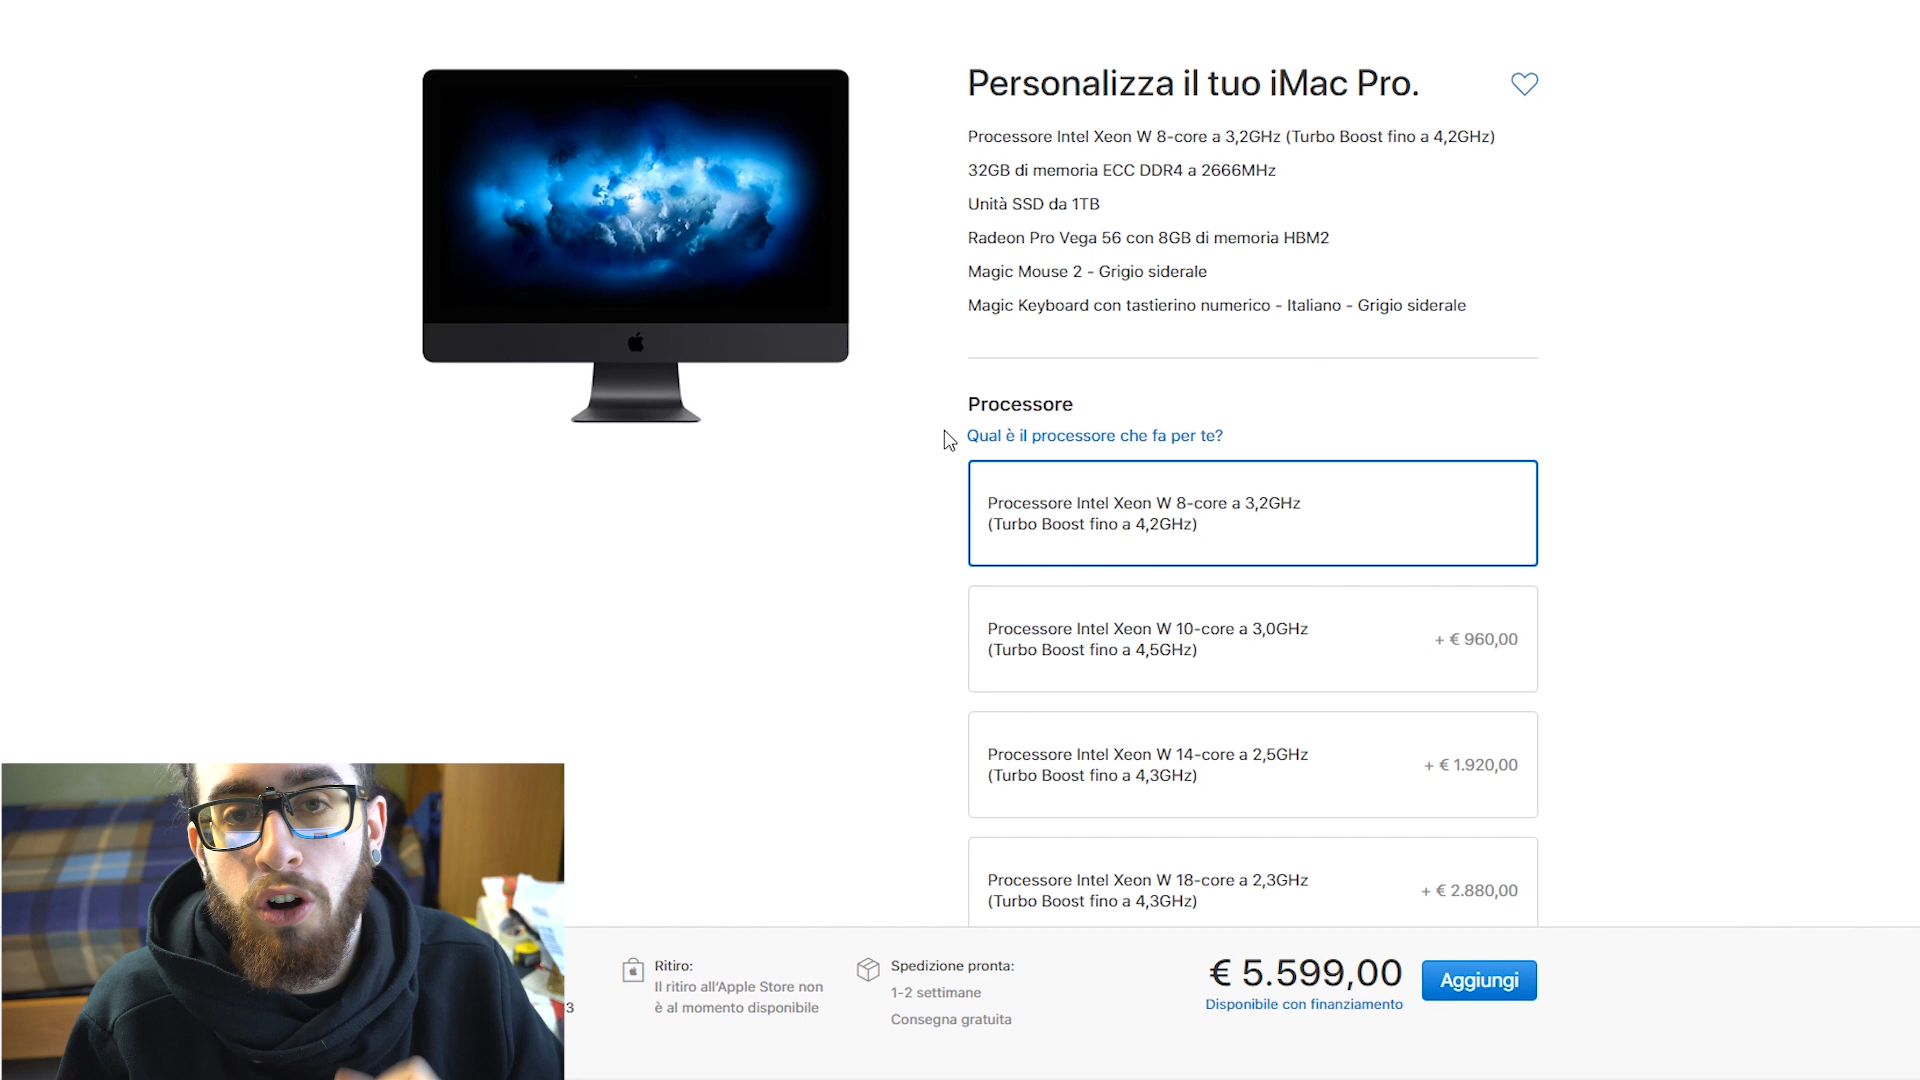 Personalizza il tuo iMac Pro.
Processore Intel Xeon W 8-core a 3,2GHz (Turbo Boost fino a 4,2GHz)
32GB di memoria ECC DDR4 a 2666MHz
Unità SSD da 1TB
Radeon Pro Vega 56 con 8GB di memoria HBM2
Magic Mouse 2 - Grigio siderale
Magic Keyboard con tastierino numerico - Italiano - Grigio siderale
Processore
Qual è il processore che fa per te?
Processore Intel Xeon W 8-core a 3,2GHz
(Turbo Boost fino a 4,2GHz)
Processore Intel Xeon W 10-core a 3,0GHz
(Turbo Boost fino a 4,5GHz)
+ € 960,00
Processore Intel Xeon W 14-core a 2,5GHz
(Turbo Boost fino a 4,3GHz)
+ € 1.920,00
Processore Intel Xeon W 18-core a 2,3GHz
(Turbo Boost fino a 4,3GHz)
+ € 2.880,00
3
Ritiro:
Il ritiro all'Apple Store non
è al momento disponibile
Spedizione pronta:
1-2 settimane
Consegna gratuita
€ 5.599,00
Disponibile con finanziamento
Aggiungi